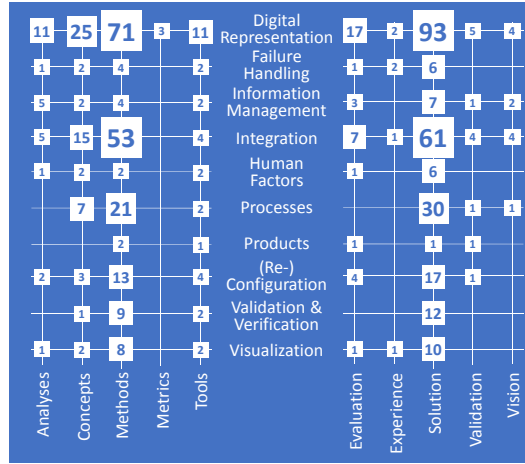 Digital
11 25 71 3 11 Representation 17 2 93 5 4
Failure
1 2 4 2 Handling 1 2 6
Information
5 2 4 2 Management 3 7 1 2
5 15 53 4 Integration 7 1 61 4 4
Human
1 2 2 2 Factors 1 6
7 21 2 Processes 30 1 1
2 1 Products 1 1 1
(Re-)
2 3 13 4 Configuration 4 17 1
Validation &
1 9 2 Verification 12
1 2 8 2 Visualization 1 1 10
Analyses
Concepts
Methods
Metrics
Tools
Evaluation
Experience
Solution
Validation
Vision